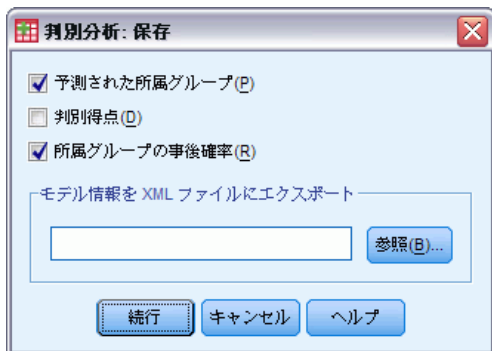 判別分析: 保存
予測された所属グループ(P)
判別得点(D)
所属グループの事後確率(R)
モデル情報を XML ファイルにエクスポート
参照(B)...
続行 キャンセル ヘルプ